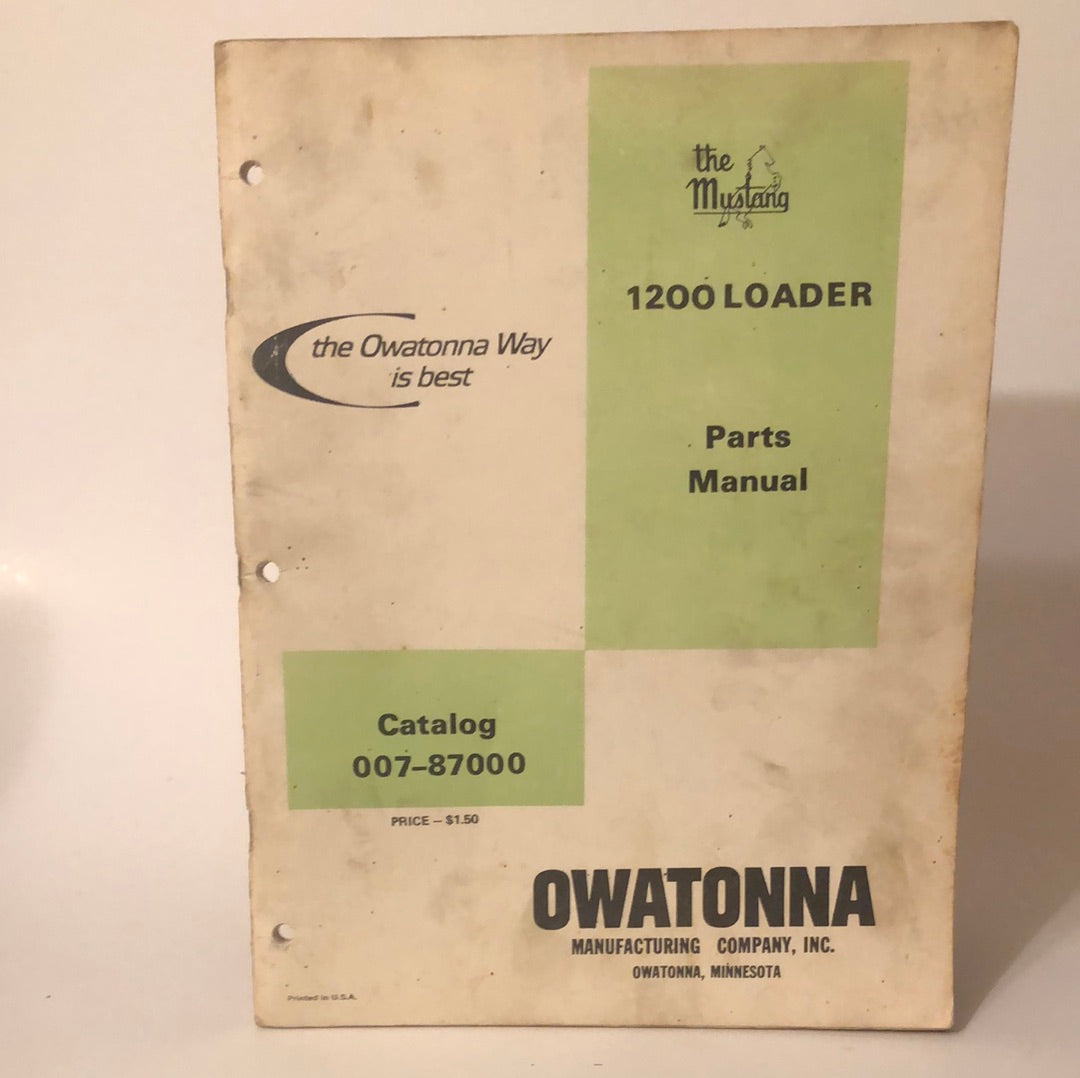 the
Mustang
1200 LOADER
the Owatonna Way
is best
Parts
Manual
Catalog
007-87000
PRICE - $1.50
OWATONNA
MANUFACTURING COMPANY, INC.
OWATONNA, MINNESOTA
Printed in U.S.A.